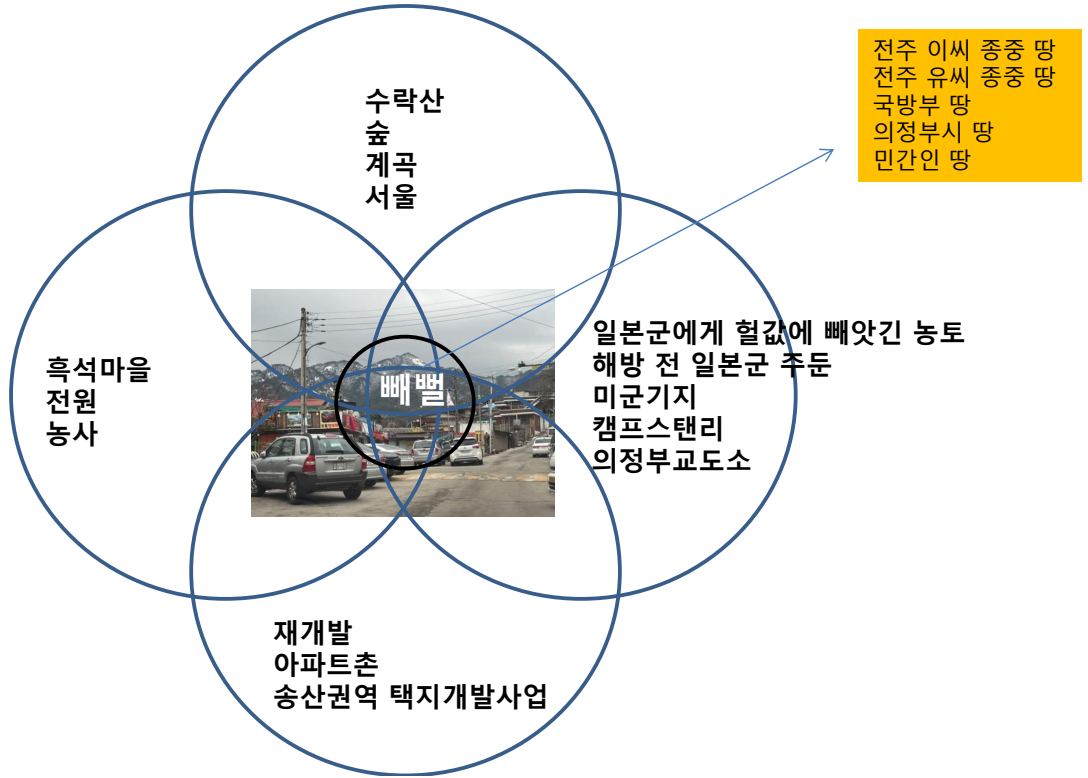 수락산
숲
계곡
서울
전주 이씨 종중 땅
전주 유씨 종중 땅
국방부 땅
의정부시 땅
민간인 땅
흑석마을
전원
농사
빼뻘
일본군에게 헐값에 빼앗긴 농토
해방 전 일본군 주둔
미군기지
캠프스탠리
의정부교도소
재개발
아파트촌
송산권역 택지개발사업